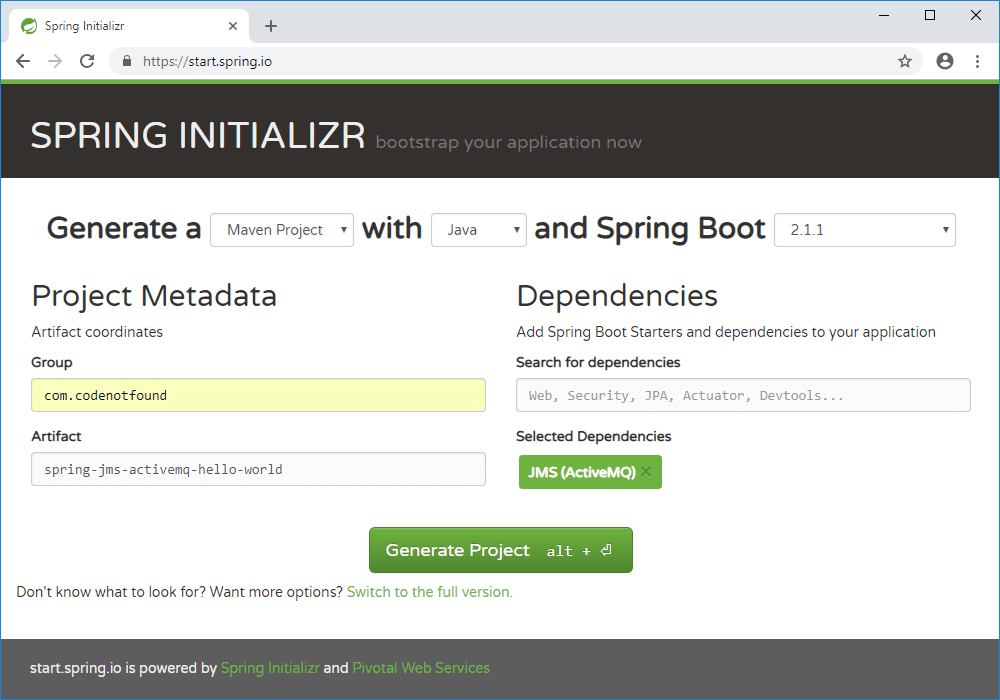 Spring Initializr
https://start.spring.io
SPRING INITIALIZR bootstrap your application now
Generate a Maven Project with Java and Spring Boot 2.1.1
Project Metadata
Artifact coordinates
Group
com.codenotfound
Artifact
spring-jms-activemq-hello-world
Dependencies
Add Spring Boot Starters and dependencies to your application
Search for dependencies
Web, Security, JPA, Actuator, Devtools...
Selected Dependencies
JMS (ActiveMQ) ×
Generate Project alt + ⏎
Don't know what to look for? Want more options? Switch to the full version.
start.spring.io is powered by Spring Initializr and Pivotal Web Services